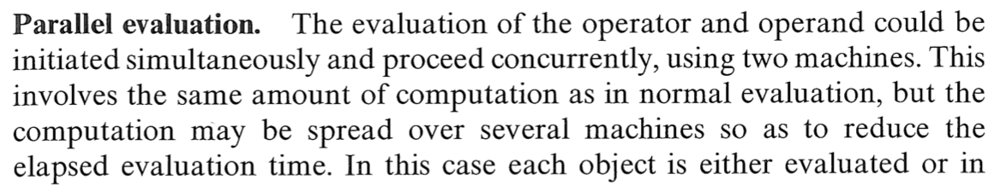 Parallel evaluation. The evaluation of the operator and operand could be
initiated simultaneously and proceed concurrently, using two machines. This
involves the same amount of computation as in normal evaluation, but the
computation may be spread over several machines so as to reduce the
elapsed evaluation time. In this case each object is either evaluated or in